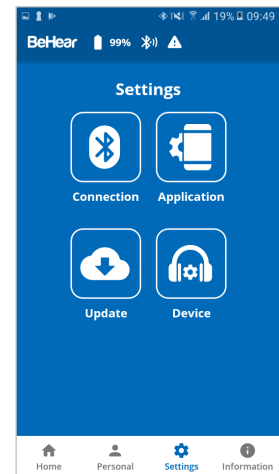 19% 09:49
BeHear 99%
Settings
Connection Application
Update Device
Home Personal Settings Information